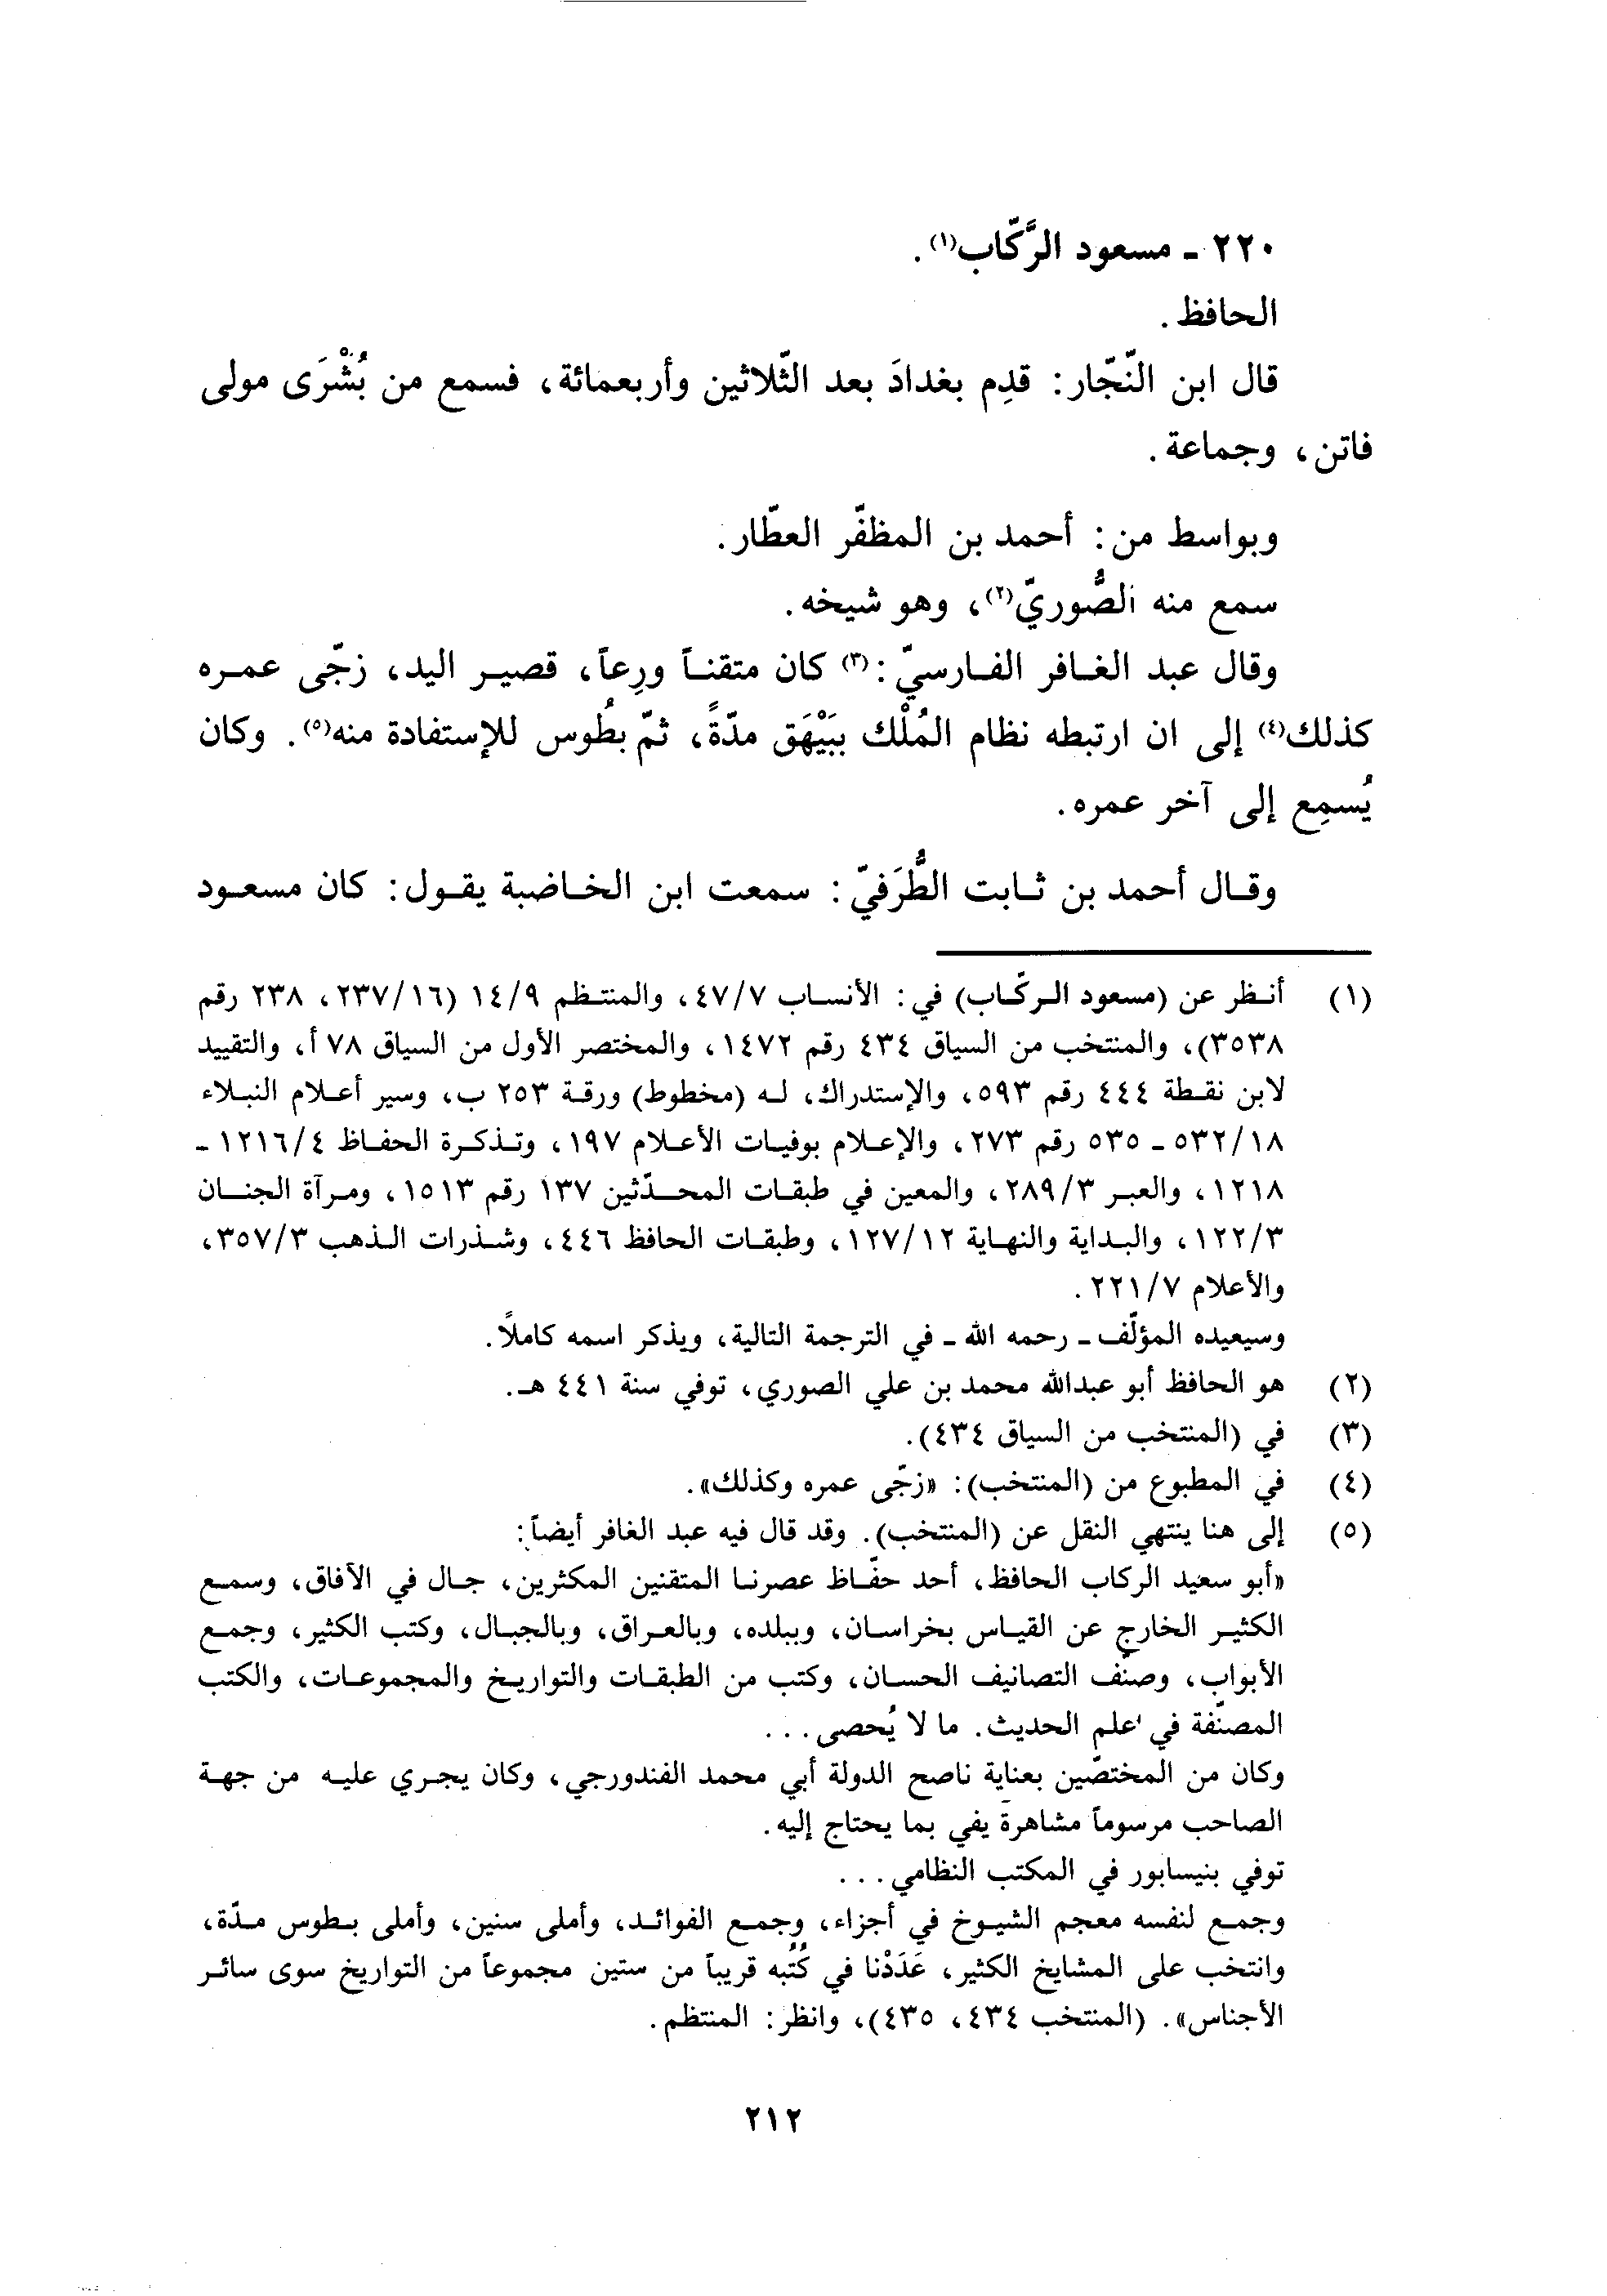 ٢٢٠ ـ مسعود الرَّكّاب(١).
الحافظ.
قال ابن النّجّار: قدِم بغدادَ بعد الثّلاثين وأربعمائة، فسمع من بُشْرَى مولى
فاتن، وجماعة.
وبواسط من: أحمد بن المظفّر العطّار.
سمع منه الصُّوريّ(٢)، وهو شيخه.
وقال عبد الغافر الفارسيّ:(٣) كان متقناً ورِعاً، قصير اليد، زجّى عمره
كذلك(٤) إلى ان ارتبطه نظام المُلْك ببَيْهَق مدّةً، ثمّ بطُوس للإستفادة منه(٥). وكان
يُسمِع إلى آخر عمره.
وقال أحمد بن ثابت الطُّرَفيّ: سمعت ابن الخاضبة يقول: كان مسعود
(١) أنظر عن (مسعود الركّاب) في: الأنساب ٤٧/٧، والمنتظم ١٤/٩ (٢٣٧/١٦، ٢٣٨ رقم
٣٥٣٨)، والمنتخب من السياق ٤٣٤ رقم ١٤٧٢، والمختصر الأول من السياق ٧٨ أ، والتقييد
لابن نقطة ٤٤٤ رقم ٥٩٣، والإستدراك، له (مخطوط) ورقة ٢٥٣ ب، وسير أعلام النبلاء
٥٣٢/١٨ ـ ٥٣٥ رقم ٢٧٣، والإعلام بوفيات الأعلام ١٩٧، وتذكرة الحفاظ ١٢١٦/٤ ـ
١٢١٨، والعبر ٢٨٩/٣، والمعين في طبقات المحدّثين ١٣٧ رقم ١٥١٣، ومرآة الجنان
١٢٢/٣، والبداية والنهاية ١٢٧/١٢، وطبقات الحافظ ٤٤٦، وشذرات الذهب ٣٥٧/٣،
والأعلام ٢٢١/٧.
وسيعيده المؤلّف ـ رحمه الله ـ في الترجمة التالية، ويذكر اسمه كاملاً.
(٢) هو الحافظ أبو عبدالله محمد بن علي الصوري، توفي سنة ٤٤١ هـ.
(٣) في (المنتخب من السياق ٤٣٤).
(٤) في المطبوع من (المنتخب): «زجّى عمره وكذلك».
(٥) إلى هنا ينتهي النقل عن (المنتخب). وقد قال فيه عبد الغافر أيضاً:
«أبو سعيد الركاب الحافظ، أحد حفّاظ عصرنا المتقنين المكثرين، جال في الآفاق، وسمع
الكثير الخارج عن القياس بخراسان، وببلده، وبالعراق، وبالجبال، وكتب الكثير، وجمع
الأبواب، وصنّف التصانيف الحسان، وكتب من الطبقات والتواريخ والمجموعات، والكتب
المصنّفة في علم الحديث. ما لا يُحصى...
وكان من المختصّين بعناية ناصح الدولة أبي محمد الفندورجي، وكان يجري عليه من جهة
الصاحب مرسوماً مشاهرة يفي بما يحتاج إليه.
توفي بنيسابور في المكتب النظامي...
وجمع لنفسه معجم الشيوخ في أجزاء، وجمع الفوائد، وأملى سنين، وأملى بطوس مدّة،
وانتخب على المشايخ الكثير، عَدَدْنا في كُتُبه قريباً من ستين مجموعاً من التواريخ سوى سائر
الأجناس». (المنتخب ٤٣٤، ٤٣٥)، وانظر: المنتظم.
٢١٢